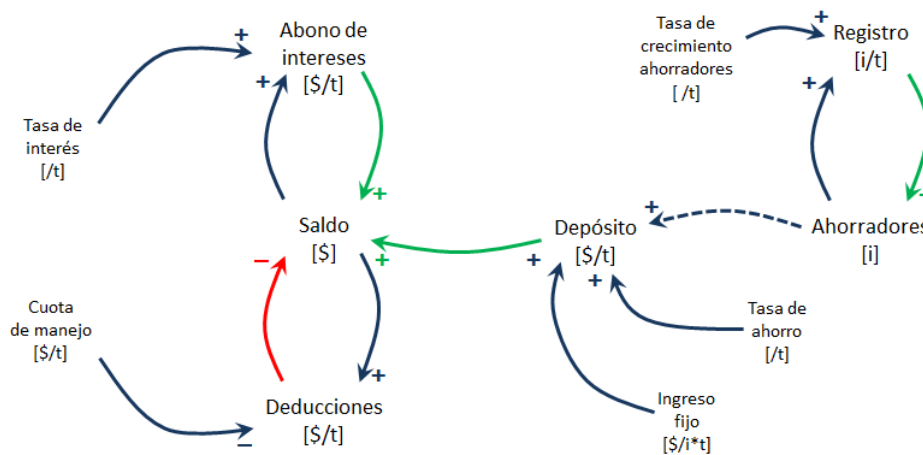 Abono de
intereses
[$/t]
Tasa de
crecimiento
ahorradores
[ /t]
Registro
[i/t]
Tasa de
interés
[/t]
Saldo
[$]
Depósito
[$/t]
Ahorradores
[i]
Cuota
de manejo
[$/t]
Tasa de
ahorro
[/t]
Deducciones
[$/t]
Ingreso
fijo
[$/i*t]
+
+
+
+
+
+
+
+
+
+
−
+
−